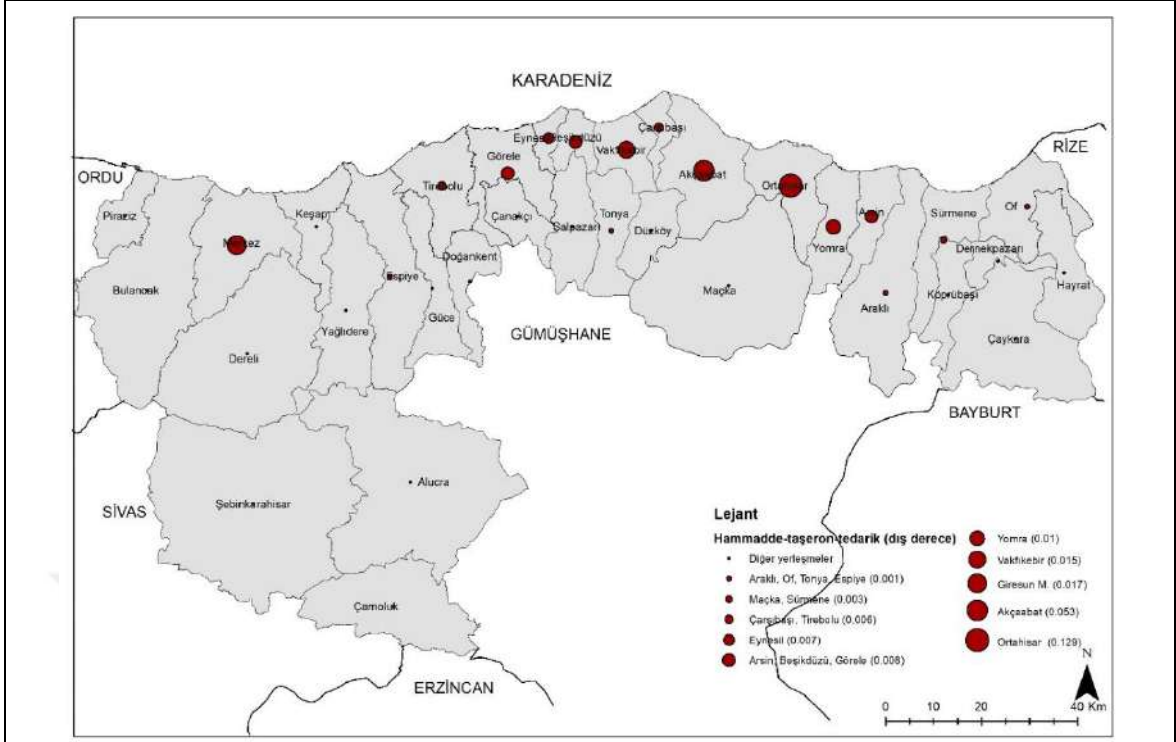 KARADENİZ
RİZE
ORDU
Piraziz
Bulancak
Merkez
Keşap
Dereli
Yağlıdere
Espiye
Tirebolu
Güce
Doğankent
Görele
Çanakçı
Eynesil
Beşikdüzü
Vakfıkebir
Çarşıbaşı
Şalpazarı
Tonya
Düzköy
Akçaabat
Ortahisar
Maçka
Yomra
Arsin
Araklı
Sürmene
Köprübaşı
Of
Dernekpazarı
Hayrat
Çaykara
GÜMÜŞHANE
BAYBURT
SİVAS
Şebinkarahisar
Alucra
Çamoluk
ERZİNCAN
Lejant
Hammadde-taşeron-tedarik (dış derece)
Diğer yerleşmeler
Araklı, Of, Tonya, Espiye (0.001)
Maçka, Sürmene (0.003)
Çarşıbaşı, Tirebolu (0.006)
Eynesil (0.007)
Arsin, Beşikdüzü, Görele (0.008)
Yomra (0.01)
Vakfıkebir (0.015)
Giresun M. (0.017)
Akçaabat (0.053)
Ortahisar (0.129)
N
0 10 20 40 Km